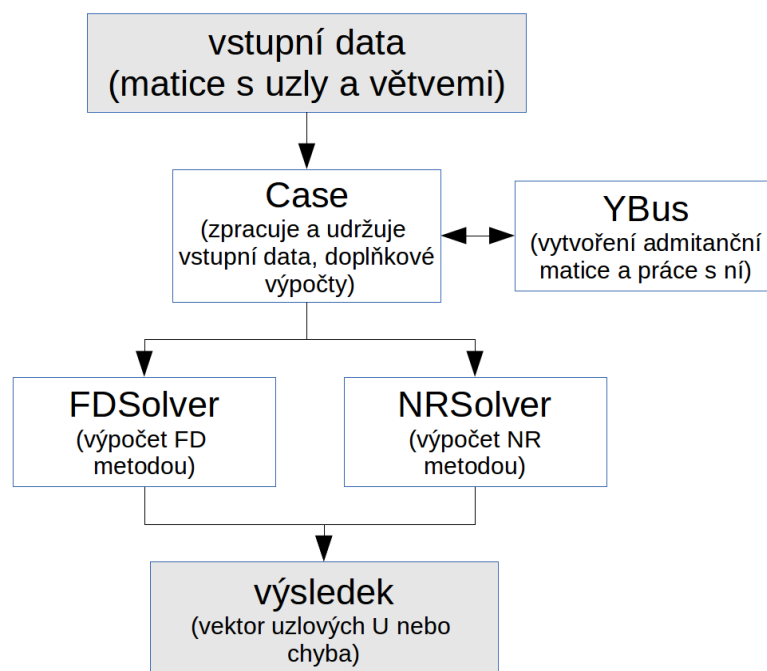 vstupní data
(matice s uzly a větvemi)
Case
(zpracuje a udržuje
vstupní data, doplňkové
výpočty)
YBus
(vytvoření admitanční
matice a práce s ní)
FDSolver
(výpočet FD
metodou)
NRSolver
(výpočet NR
metodou)
výsledek
(vektor uzlových U nebo
chyba)